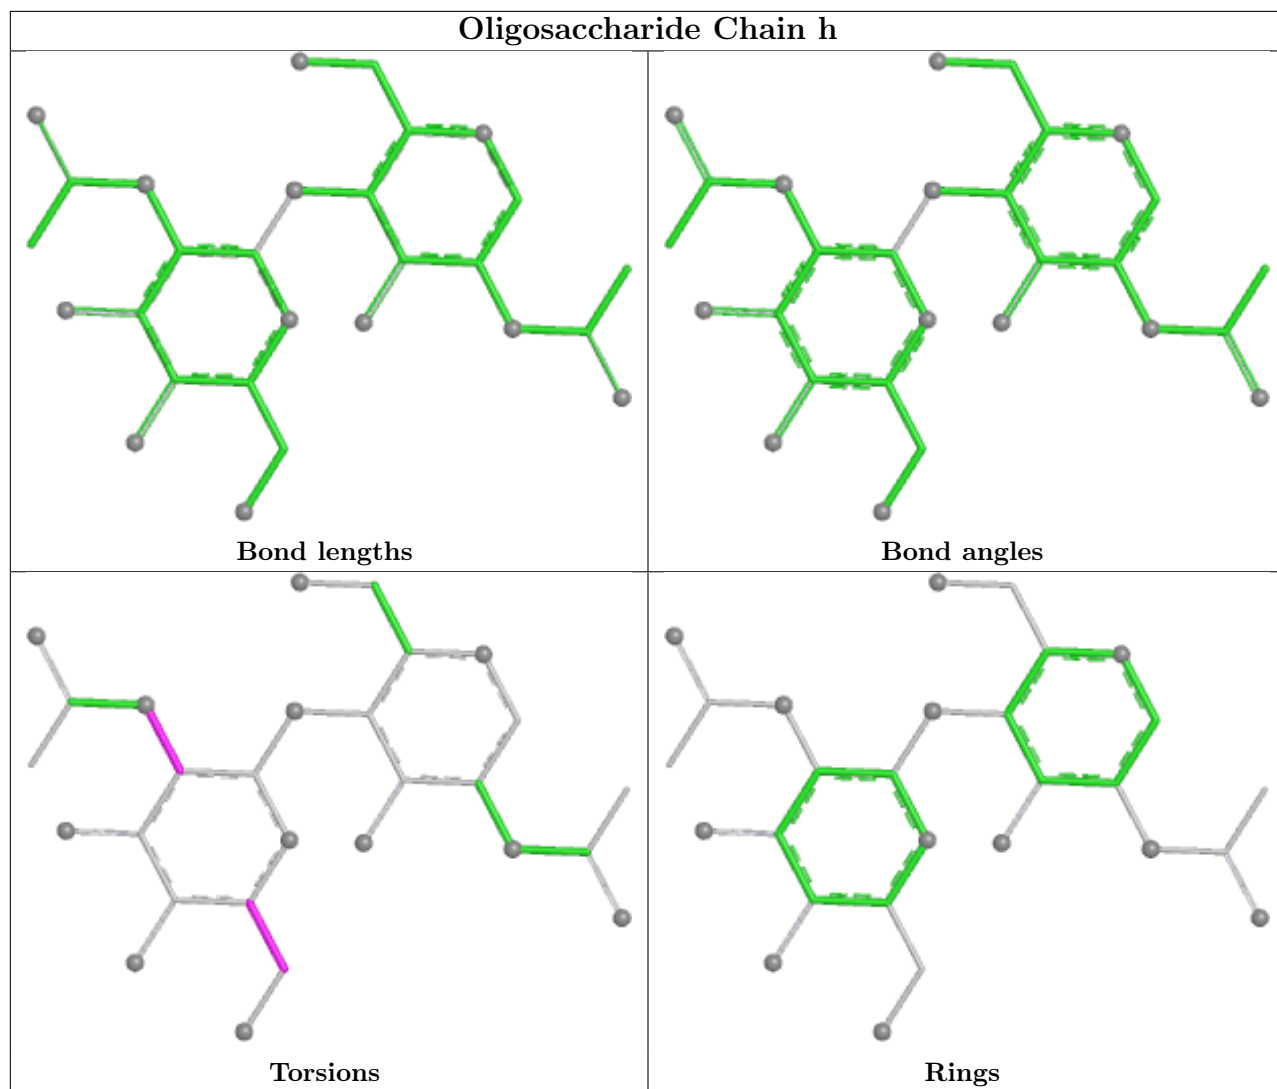 Oligosaccharide Chain h
Bond lengths
Bond angles
Torsions
Rings